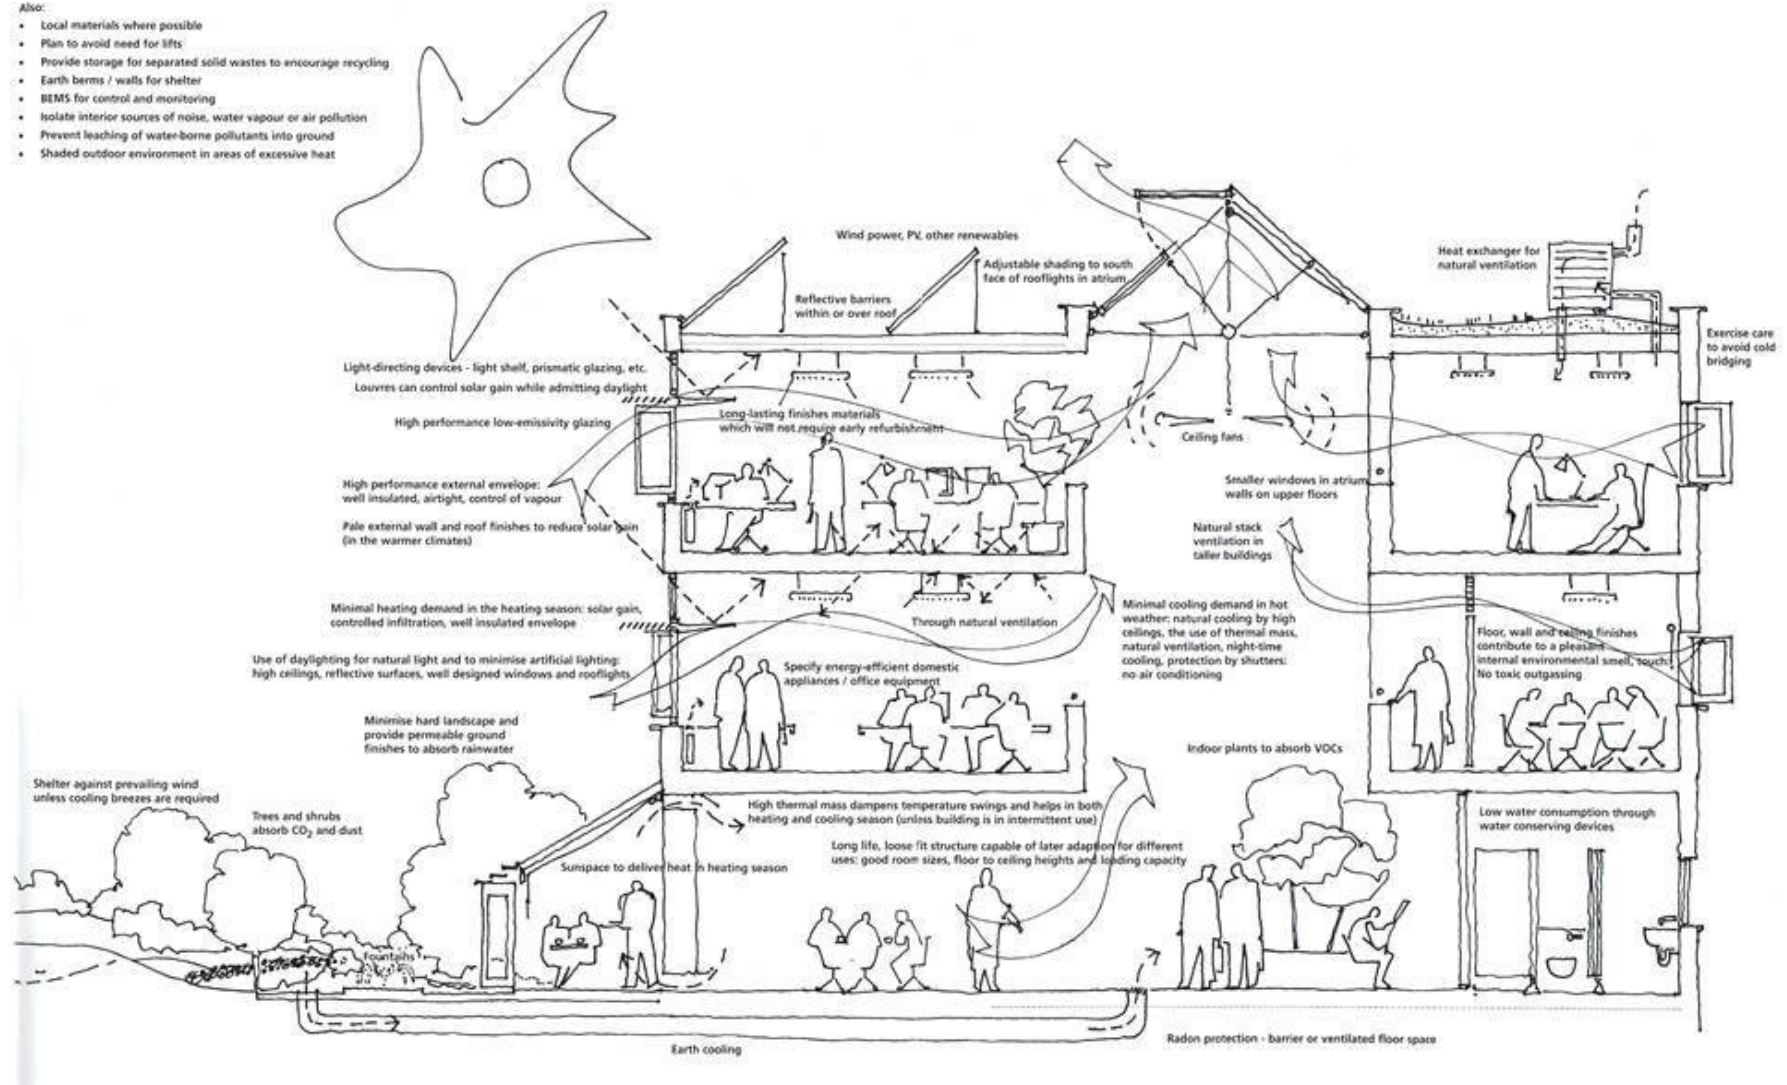 Also:
• Local materials where possible
• Plan to avoid need for lifts
• Provide storage for separated solid wastes to encourage recycling
• Earth berms / walls for shelter
• BEMS for control and monitoring
• Isolate interior sources of noise, water vapour or air pollution
• Prevent leaching of water-borne pollutants into ground
• Shaded outdoor environment in areas of excessive heat
Wind power, PV, other renewables
Adjustable shading to south
face of rooflights in atrium
Reflective barriers
within or over roof
Heat exchanger for
natural ventilation
Exercise care
to avoid cold
bridging
Light-directing devices - light shelf, prismatic glazing, etc.
Louvres can control solar gain while admitting daylight
High performance low-emissivity glazing
Long-lasting finishes materials
which will not require early refurbishment
Ceiling fans
High performance external envelope:
well insulated, airtight, control of vapour
Pale external wall and roof finishes to reduce solar gain
(in the warmer climates)
Smaller windows in atrium
walls on upper floors
Natural stack
ventilation in
taller buildings
Minimal heating demand in the heating season: solar gain,
controlled infiltration, well insulated envelope
Through natural ventilation
Minimal cooling demand in hot
weather: natural cooling by high
ceilings, the use of thermal mass,
natural ventilation, night-time
cooling, protection by shutters:
no air conditioning
Floor, wall and ceiling finishes
contribute to a pleasant
internal environmental smell, touch:
No toxic outgassing
Use of daylighting for natural light and to minimise artificial lighting:
high ceilings, reflective surfaces, well designed windows and rooflights
Specify energy-efficient domestic
appliances / office equipment
Minimise hard landscape and
provide permeable ground
finishes to absorb rainwater
Indoor plants to absorb VOCs
Shelter against prevailing wind
unless cooling breezes are required
Trees and shrubs
absorb CO2 and dust
High thermal mass dampens temperature swings and helps in both
heating and cooling season (unless building is in intermittent use)
Low water consumption through
water conserving devices
Long life, loose fit structure capable of later adaption for different
uses: good room sizes, floor to ceiling heights and loading capacity
Sunspace to deliver heat in heating season
Fountains
Earth cooling
Radon protection - barrier or ventilated floor space